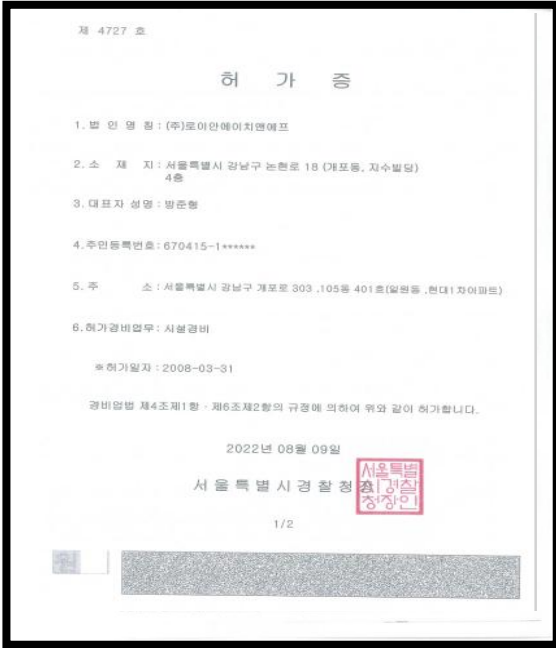 제 4727 호
허 가 증
1. 법 인 명 칭 : (주)로이안에이치앤에프
2. 소 재 지 : 서울특별시 강남구 논현로 18 (개포동, 지수빌딩)
4층
3. 대표자 성명 : 방준형
4.주민등록번호: 670415-1******
5. 주 소 : 서울특별시 강남구 개포로 303 ,105동 401호(일원동 ,현대1차아파트)
6.허가경비업무: 시설경비
※허가일자 : 2008-03-31
경비업법 제4조제1항 · 제6조제2항의 규정에 의하여 위와 같이 허가합니다.
2022년 08월 09일
서울특별시경찰청장
서울특별
시경찰
청장인
1/2